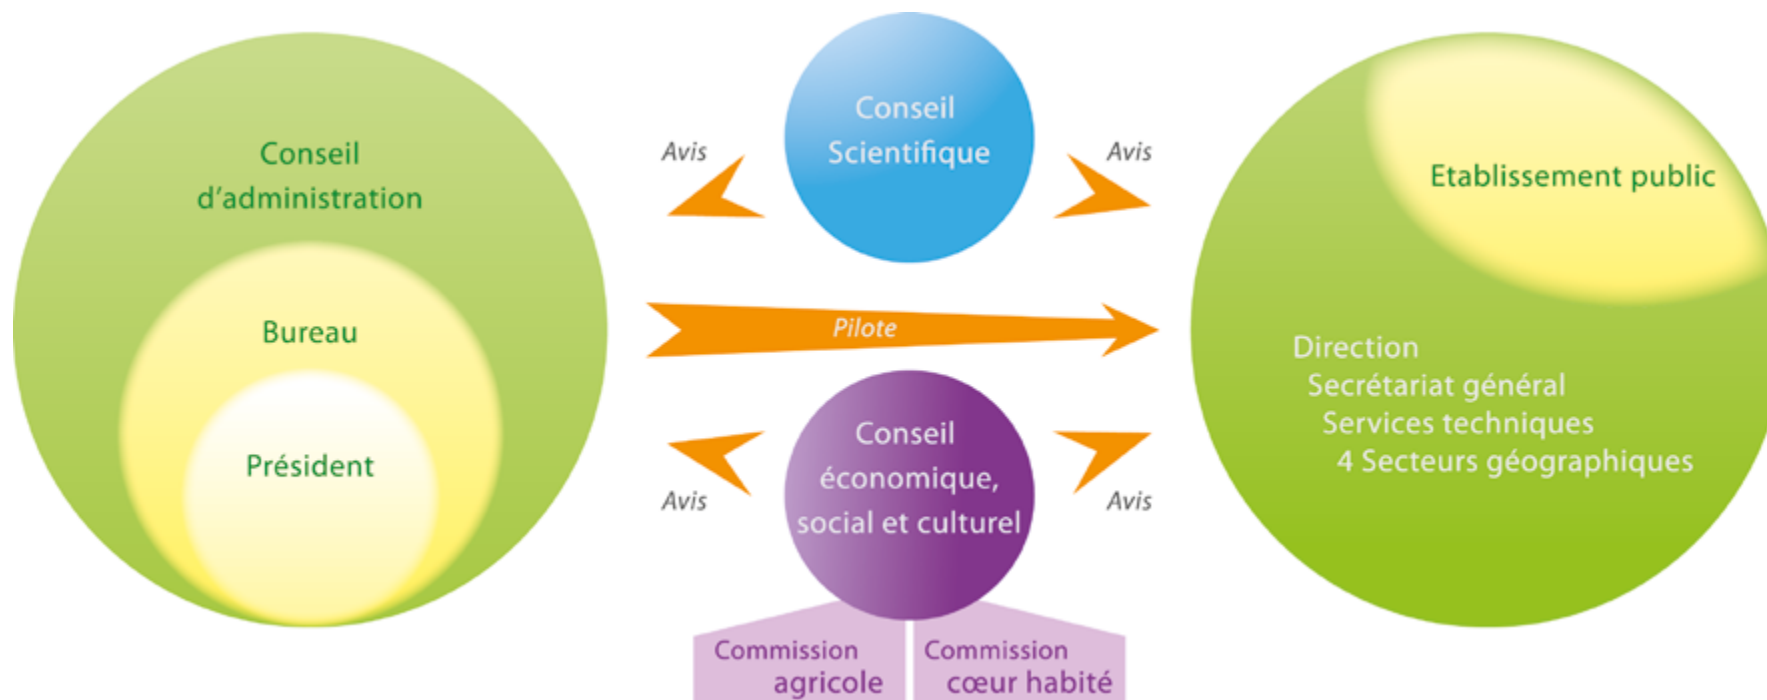 Conseil
d'administration
Bureau
Président
Avis
Conseil
Scientifique
Avis
Pilote
Avis
Conseil
économique,
social et culturel
Avis
Commission
agricole
Commission
cœur habité
Etablissement public
Direction
Secrétariat général
Services techniques
4 Secteurs géographiques